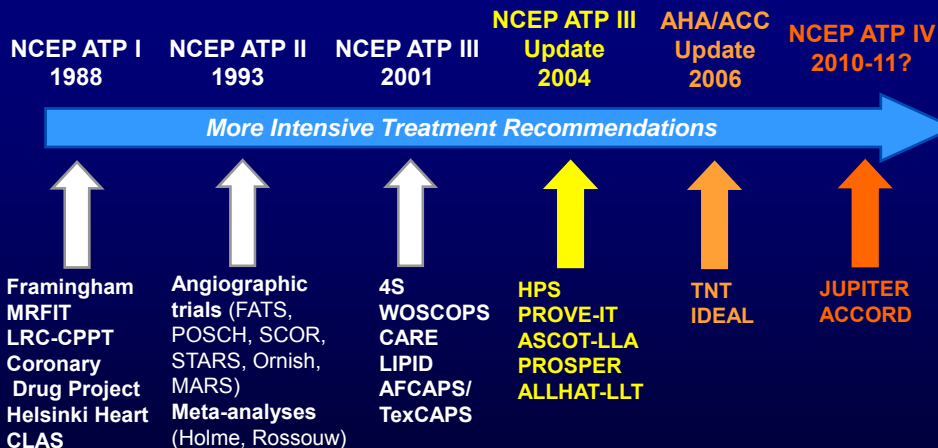 NCEP ATP I
1988
NCEP ATP II
1993
NCEP ATP III
2001
NCEP ATP III
Update
2004
AHA/ACC
Update
2006
NCEP ATP IV
2010-11?
More Intensive Treatment Recommendations
Framingham
MRFIT
LRC-CPPT
Coronary
Drug Project
Helsinki Heart
CLAS
Angiographic
trials (FATS,
POSCH, SCOR,
STARS, Ornish,
MARS)
Meta-analyses
(Holme, Rossouw)
4S
WOSCOPS
CARE
LIPID
AFCAPS/
TexCAPS
HPS
PROVE-IT
ASCOT-LLA
PROSPER
ALLHAT-LLT
TNT
IDEAL
JUPITER
ACCORD